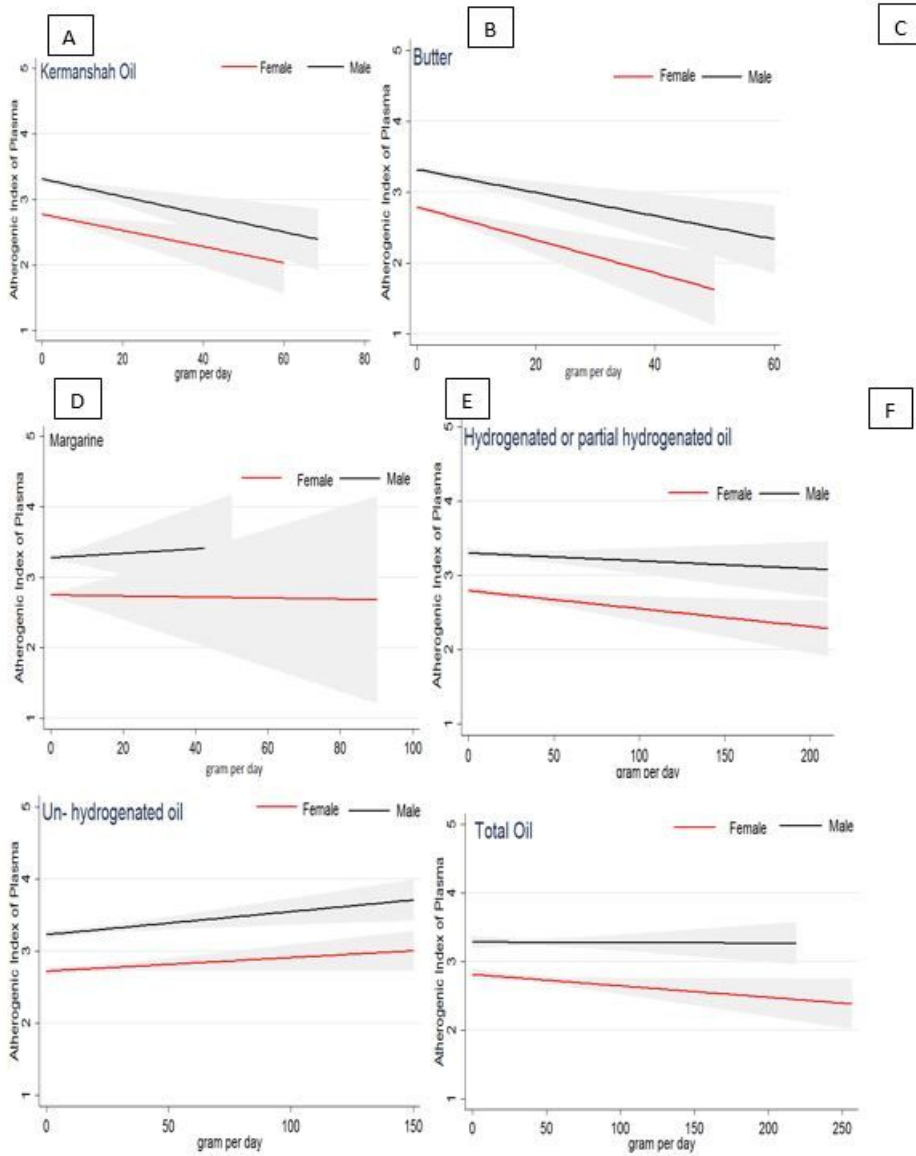 A
B
C
Kermanshah Oil
Female
Male
Atherogenic Index of Plasma
5
4
3
2
1
0
20
40
60
80
gram per day
Butter
Female
Male
Atherogenic Index of Plasma
5
4
3
2
1
0
20
40
60
gram per day
D
E
F
Margarine
Female
Male
Atherogenic Index of Plasma
5
4
3
2
1
0
20
40
60
80
100
gram per day
Hydrogenated or partial hydrogenated oil
Female
Male
Atherogenic Index of Plasma
5
4
3
2
1
0
50
100
150
200
gram per day
Un- hydrogenated oil
Female
Male
Atherogenic Index of Plasma
5
4
3
2
1
0
50
100
150
gram per day
Total Oil
Female
Male
Atherogenic Index of Plasma
5
4
3
2
1
0
50
100
150
200
250
gram per day